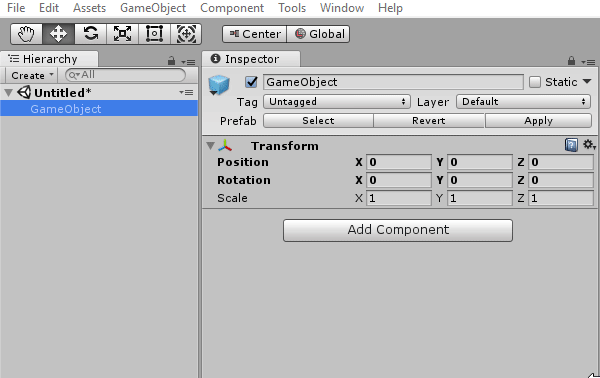 File Edit Assets GameObject Component Tools Window Help
Center Global
Hierarchy
Create All
Untitled*
GameObject
Inspector
GameObject Static
Tag Untagged Layer Default
Prefab Select Revert Apply
Transform
Position X 0 Y 0 Z 0
Rotation X 0 Y 0 Z 0
Scale X 1 Y 1 Z 1
Add Component